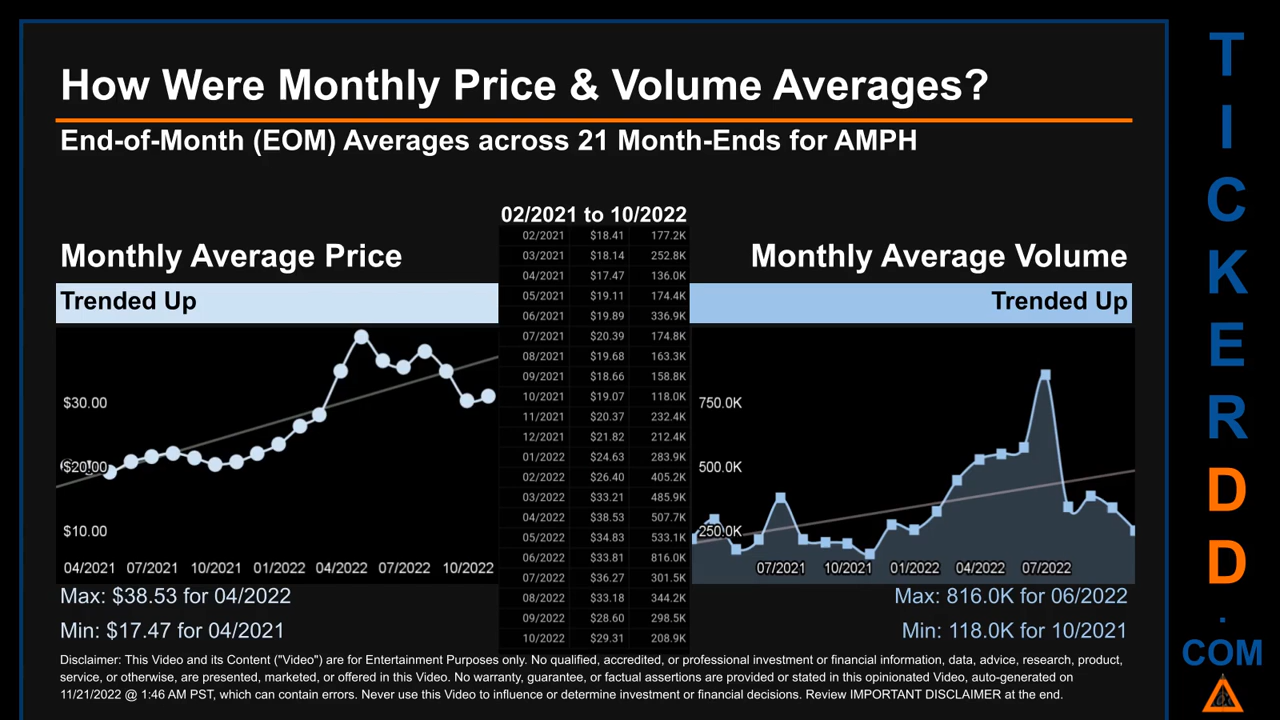 How Were Monthly Price & Volume Averages?
End-of-Month (EOM) Averages across 21 Month-Ends for AMPH
02/2021 to 10/2022
Monthly Average Price
Trended Up
$30.00
$20.00
$10.00
04/2021 07/2021 10/2021 01/2022 04/2022 07/2022 10/2022
Max: $38.53 for 04/2022
Min: $17.47 for 04/2021
02/2021 $18.41 177.2K
03/2021 $18.14 252.8K
04/2021 $17.47 136.0K
05/2021 $19.11 174.4K
06/2021 $19.89 336.9K
07/2021 $20.39 174.8K
08/2021 $19.68 163.3K
09/2021 $18.66 158.8K
10/2021 $19.07 118.0K
11/2021 $20.37 232.4K
12/2021 $21.82 212.4K
01/2022 $24.63 283.9K
02/2022 $26.40 405.2K
03/2022 $33.21 485.9K
04/2022 $38.53 507.7K
05/2022 $34.83 533.1K
06/2022 $33.81 816.0K
07/2022 $36.27 301.5K
08/2022 $33.18 344.2K
09/2022 $28.60 298.5K
10/2022 $29.31 208.9K
Monthly Average Volume
Trended Up
750.0K
500.0K
250.0K
07/2021 10/2021 01/2022 04/2022 07/2022
Max: 816.0K for 06/2022
Min: 118.0K for 10/2021
Disclaimer: This Video and its Content ("Video") are for Entertainment Purposes only. No qualified, accredited, or professional investment or financial information, data, advice, research, product,
service, or otherwise, are presented, marketed, or offered in this Video. No warranty, guarantee, or factual assertions are provided or stated in this opinionated Video, auto-generated on
11/21/2022 @ 1:46 AM PST, which can contain errors. Never use this Video to influence or determine investment or financial decisions. Review IMPORTANT DISCLAIMER at the end.
T
I
C
K
E
R
D
D
.
COM